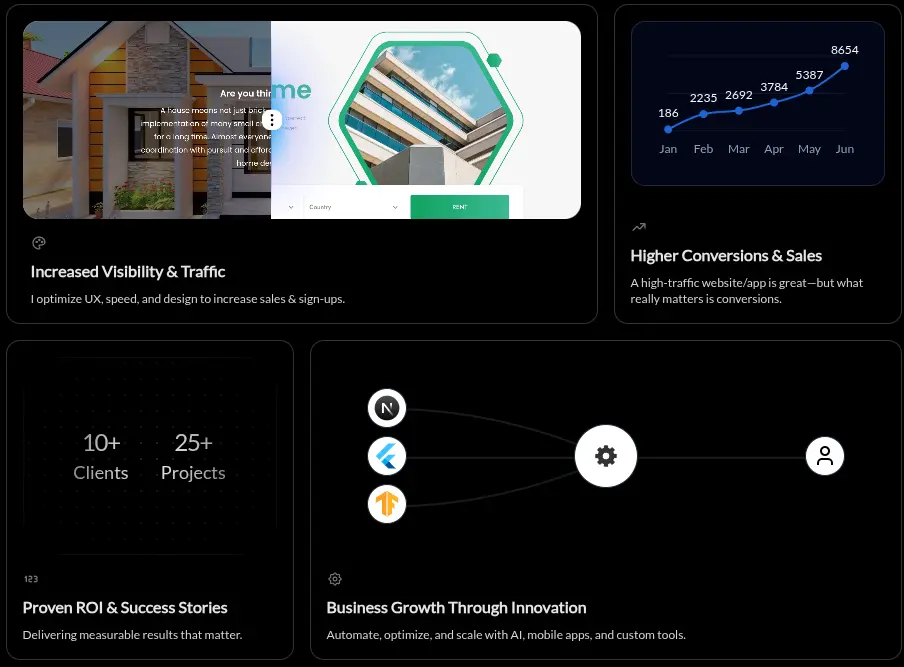 Are you thin
A house means not just brick
implementation of many small c
for a long time. Almost everyone
coordination with pursuit and afford
home de
me
Country
RENT
Increased Visibility & Traffic
I optimize UX, speed, and design to increase sales & sign-ups.
186
2235
2692
3784
5387
8654
Jan Feb Mar Apr May Jun
Higher Conversions & Sales
A high-traffic website/app is great—but what
really matters is conversions.
10+ 25+
Clients Projects
123
Proven ROI & Success Stories
Delivering measurable results that matter.
N
Business Growth Through Innovation
Automate, optimize, and scale with AI, mobile apps, and custom tools.